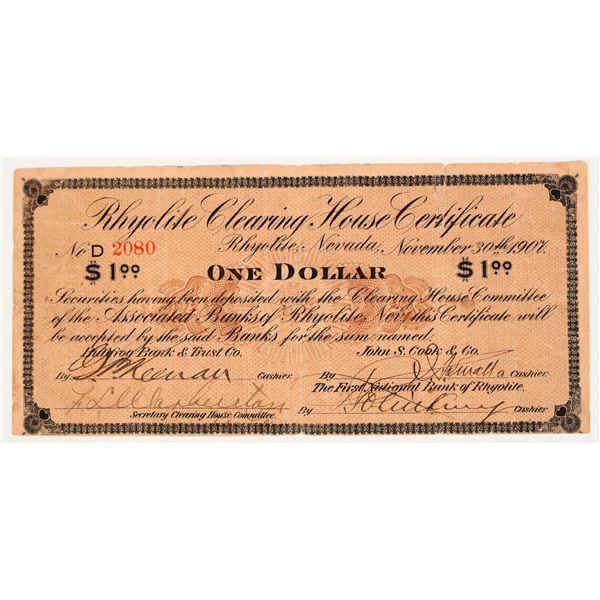 Rhyolite Clearing House Certificate
Rhyolite, Nevada, November 30th, 1907.
No. D 2080
$1 00 ONE DOLLAR $1 00
Securities having been deposited with the Clearing House Committee
of the Associated Banks of Rhyolite, Nev., this Certificate will
be accepted by the said Banks for the sum named.
Bullfrog Bank & Trust Co. John S. Cook & Co.
By Cashier. By Cashier.
The First National Bank of Rhyolite.
Secretary Clearing House Committee. By Cashier.